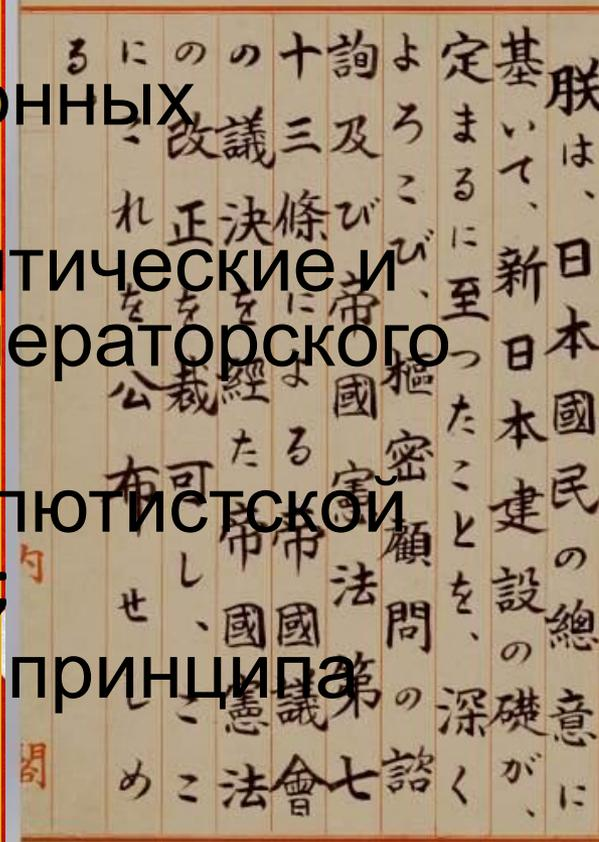 朕は、日本國民の總意に
基いて、新日本建設の礎が、
定まるに至つたことを、深く
よろこび、樞密顧問の諮
詢及び帝國憲法第七
十三條による帝國議會
の議決を經た帝國憲法
の改正を裁可し、ここ
にこれを公布せしめ
る。
内閣
онных
тические и
ераторского
лютистской
принципа